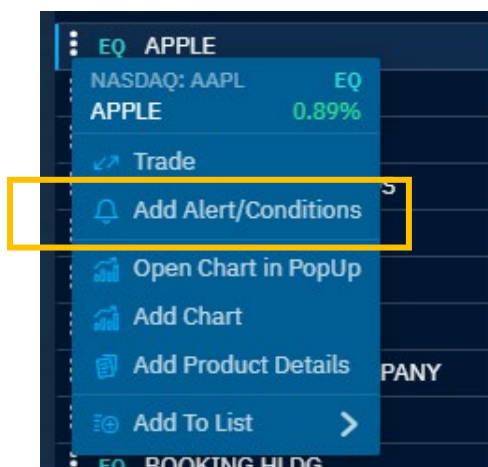 EQ APPLE
NASDAQ: AAPL EQ
APPLE 0.89%
Trade
S
Add Alert/Conditions
Open Chart in PopUp
Add Chart
Add Product Details
PANY
Add To List
EQ BOOKING HLDG